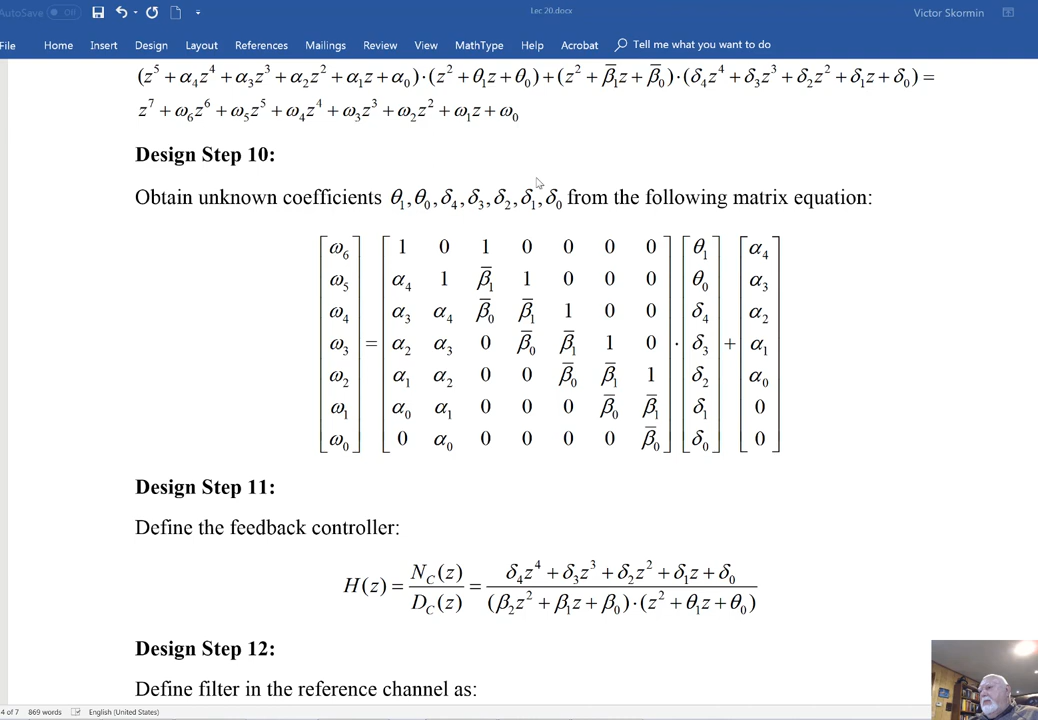 AutoSave Off Lec 20.docx Victor Skormin
File Home Insert Design Layout References Mailings Review View MathType Help Acrobat Tell me what you want to do
(z⁵ + α₄z⁴ + α₃z³ + α₂z² + α₁z + α₀)·(z² + θ₁z + θ₀) + (z² + β̅₁z + β̅₀)·(δ₄z⁴ + δ₃z³ + δ₂z² + δ₁z + δ₀) =
z⁷ + ω₆z⁶ + ω₅z⁵ + ω₄z⁴ + ω₃z³ + ω₂z² + ω₁z + ω₀
Design Step 10:
Obtain unknown coefficients θ₁, θ₀, δ₄, δ₃, δ₂, δ₁, δ₀ from the following matrix equation:
ω₆ 1 0 1 0 0 0 0 θ₁ α₄
ω₅ α₄ 1 β̅₁ 1 0 0 0 θ₀ α₃
ω₄ α₃ α₄ β̅₀ β̅₁ 1 0 0 δ₄ α₂
ω₃ = α₂ α₃ 0 β̅₀ β̅₁ 1 0 · δ₃ + α₁
ω₂ α₁ α₂ 0 0 β̅₀ β̅₁ 1 δ₂ α₀
ω₁ α₀ α₁ 0 0 0 β̅₀ β̅₁ δ₁ 0
ω₀ 0 α₀ 0 0 0 0 β̅₀ δ₀ 0
Design Step 11:
Define the feedback controller:
H(z) = N_C(z) / D_C(z) = (δ₄z⁴ + δ₃z³ + δ₂z² + δ₁z + δ₀) / ((β₂z² + β₁z + β₀)·(z² + θ₁z + θ₀))
Design Step 12:
Define filter in the reference channel as:
4 of 7 869 words English (United States)